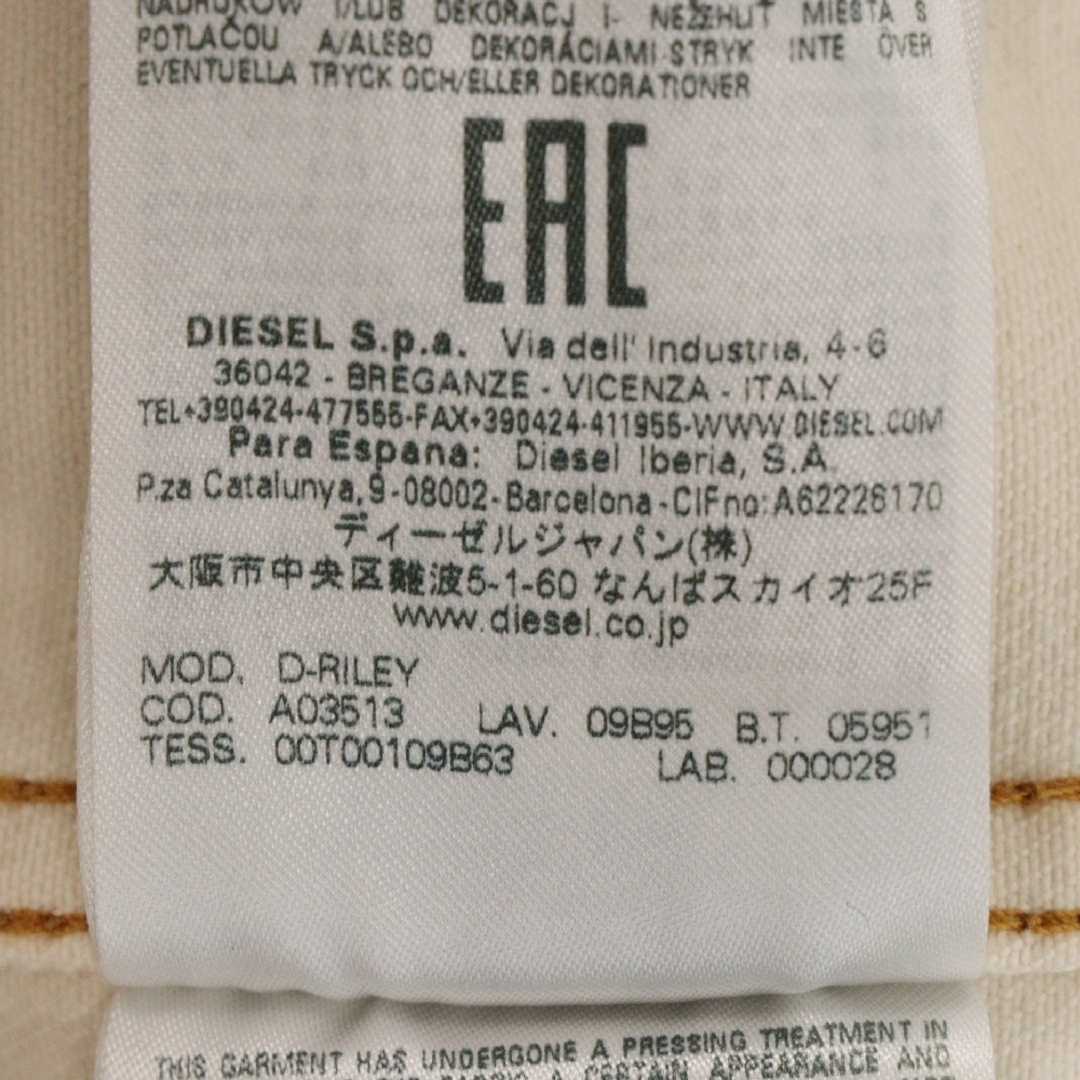 NADRUKÓW I/LUB DEKORACJ I- NEŽEHLIT MIESTA S
POTLAČOU A/ALEBO DEKORÁCIAMI-STRYK INTE ÖVER
EVENTUELLA TRYCK OCH/ELLER DEKORATIONER
EAC
DIESEL S.p.a. Via dell' Industria, 4-6
36042 - BREGANZE - VICENZA - ITALY
TEL+390424-477555-FAX+390424-411955-WWW.DIESEL.COM
Para Espana: Diesel Iberia, S.A.
P.za Catalunya,9-08002-Barcelona-CIFno:A62226170
ディーゼルジャパン(株)
大阪市中央区難波5-1-60 なんばスカイオ25F
www.diesel.co.jp
MOD. D-RILEY
COD. A03513 LAV. 09B95 B.T. 05951
TESS. 00T00109B63 LAB. 000028
THIS GARMENT HAS UNDERGONE A PRESSING TREATMENT IN
A CERTAIN APPEARANCE AND